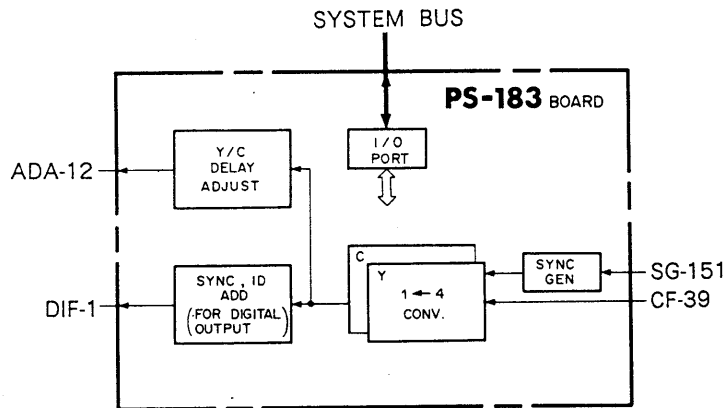 SYSTEM BUS
PS-183 BOARD
I/O
PORT
Y/C
DELAY
ADJUST
ADA-12
C
Y
1 ← 4
CONV.
SYNC
GEN
SG-151
CF-39
SYNC, ID
ADD
(FOR DIGITAL
OUTPUT)
DIF-1